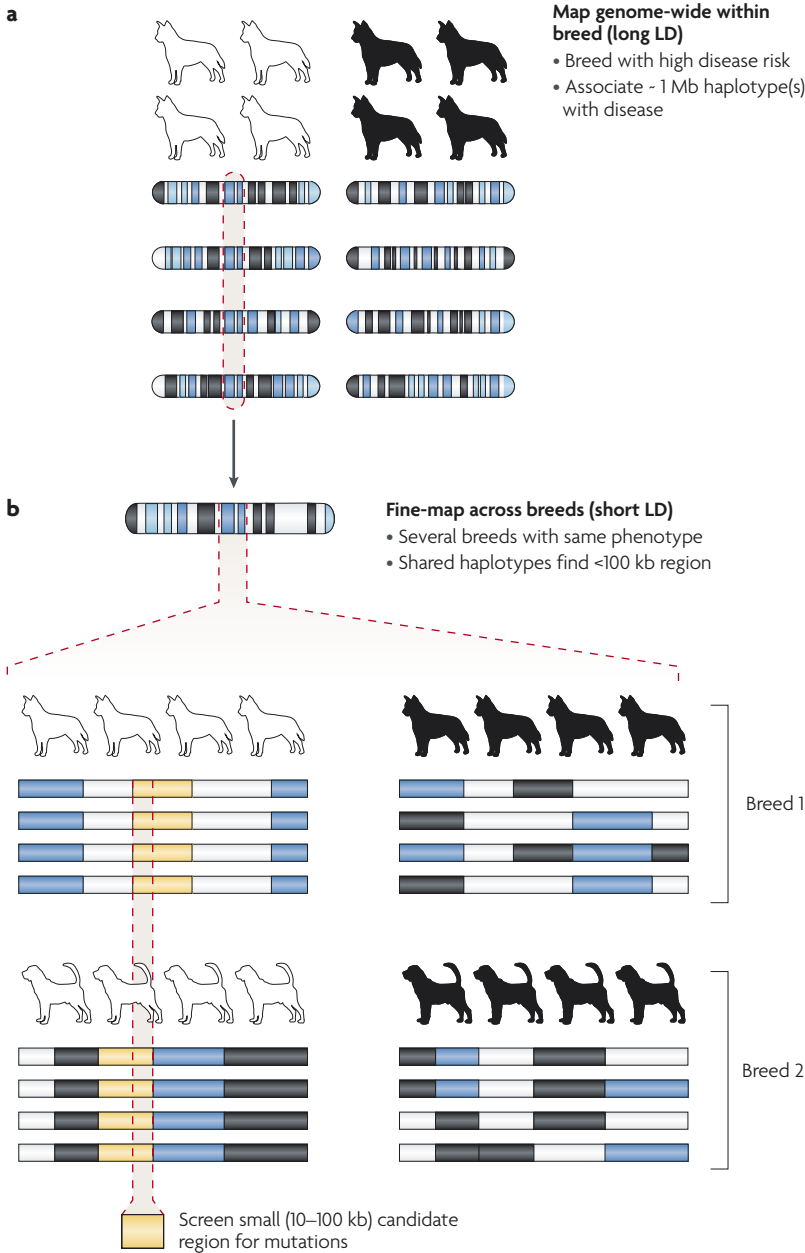 a
Map genome-wide within
breed (long LD)
• Breed with high disease risk
• Associate ~ 1 Mb haplotype(s)
with disease
b
Fine-map across breeds (short LD)
• Several breeds with same phenotype
• Shared haplotypes find <100 kb region
Breed 1
Breed 2
Screen small (10–100 kb) candidate
region for mutations